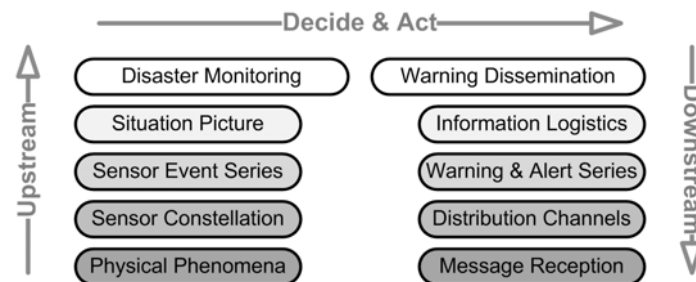 Decide & Act
Disaster Monitoring
Warning Dissemination
Situation Picture
Information Logistics
Sensor Event Series
Warning & Alert Series
Sensor Constellation
Distribution Channels
Physical Phenomena
Message Reception
Upstream
Downstream